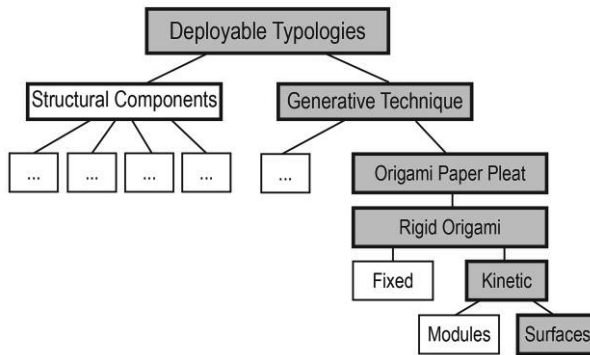 Deployable Typologies
Structural Components
Generative Technique
...
...
...
...
...
Origami Paper Pleat
Rigid Origami
Fixed
Kinetic
Modules
Surfaces